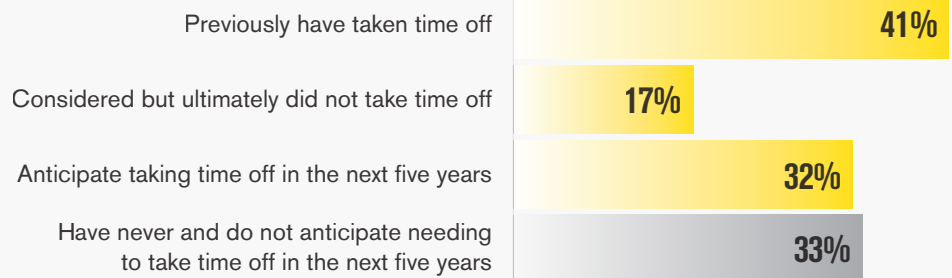 Previously have taken time off 41%
Considered but ultimately did not take time off 17%
Anticipate taking time off in the next five years 32%
Have never and do not anticipate needing
to take time off in the next five years 33%